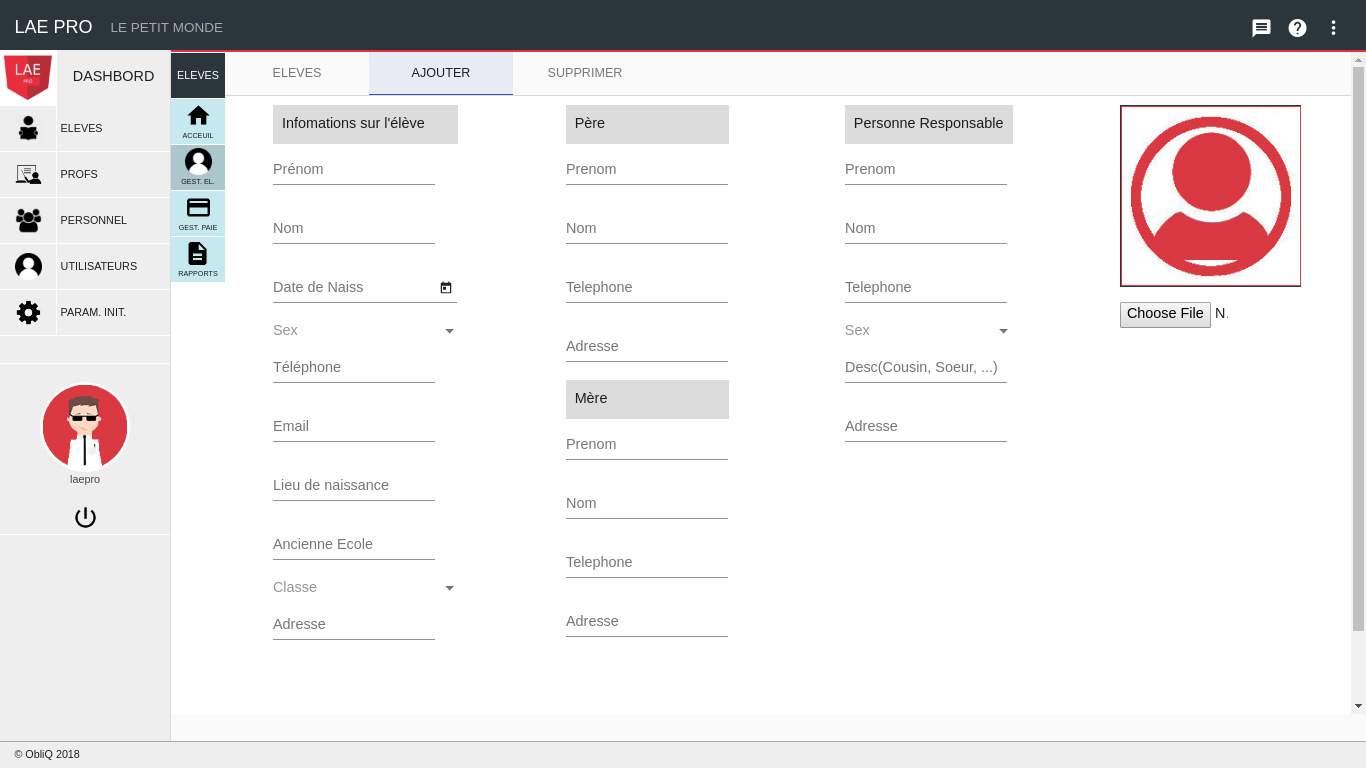 LAE PRO LE PETIT MONDE
LAE
PRO
DASHBORD
ELEVES
PROFS
PERSONNEL
UTILISATEURS
PARAM. INIT.
laepro
ELEVES
ACCEUIL
GEST. EL.
GEST. PAIE
RAPPORTS
ELEVES AJOUTER SUPPRIMER
Infomations sur l'élève
Prénom
Nom
Date de Naiss
Sex
Téléphone
Email
Lieu de naissance
Ancienne Ecole
Classe
Adresse
Père
Prenom
Nom
Telephone
Adresse
Mère
Prenom
Nom
Telephone
Adresse
Personne Responsable
Prenom
Nom
Telephone
Sex
Desc(Cousin, Soeur, ...)
Adresse
Choose File N.
© ObliQ 2018